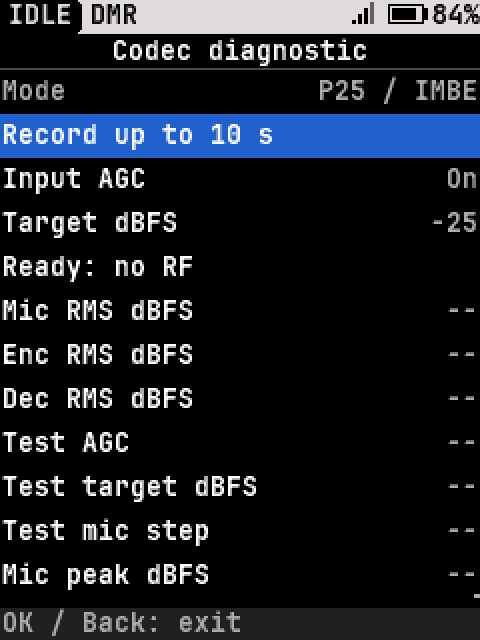 IDLE DMR 84%
Codec diagnostic
Mode P25 / IMBE
Record up to 10 s
Input AGC On
Target dBFS -25
Ready: no RF
Mic RMS dBFS --
Enc RMS dBFS --
Dec RMS dBFS --
Test AGC --
Test target dBFS --
Test mic step --
Mic peak dBFS --
OK / Back: exit